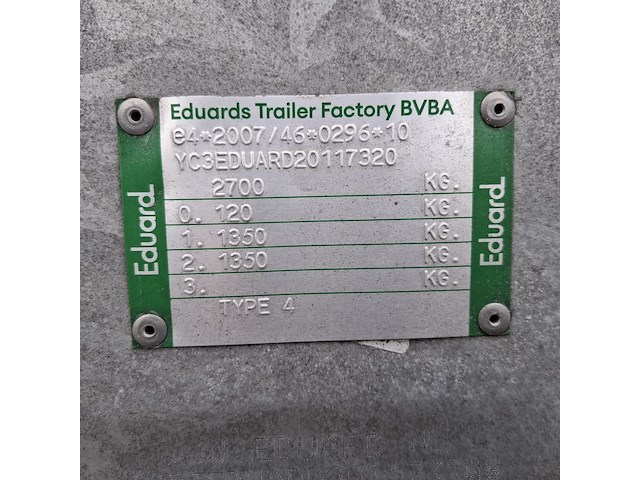 Eduards Trailer Factory BVBA
e4*2007/46*0296*10
YC3EDUARD20117320
2700 KG.
0. 120 KG.
1. 1350 KG.
2. 1350 KG.
3. KG.
TYPE 4
Eduard
Eduard
EDUARD